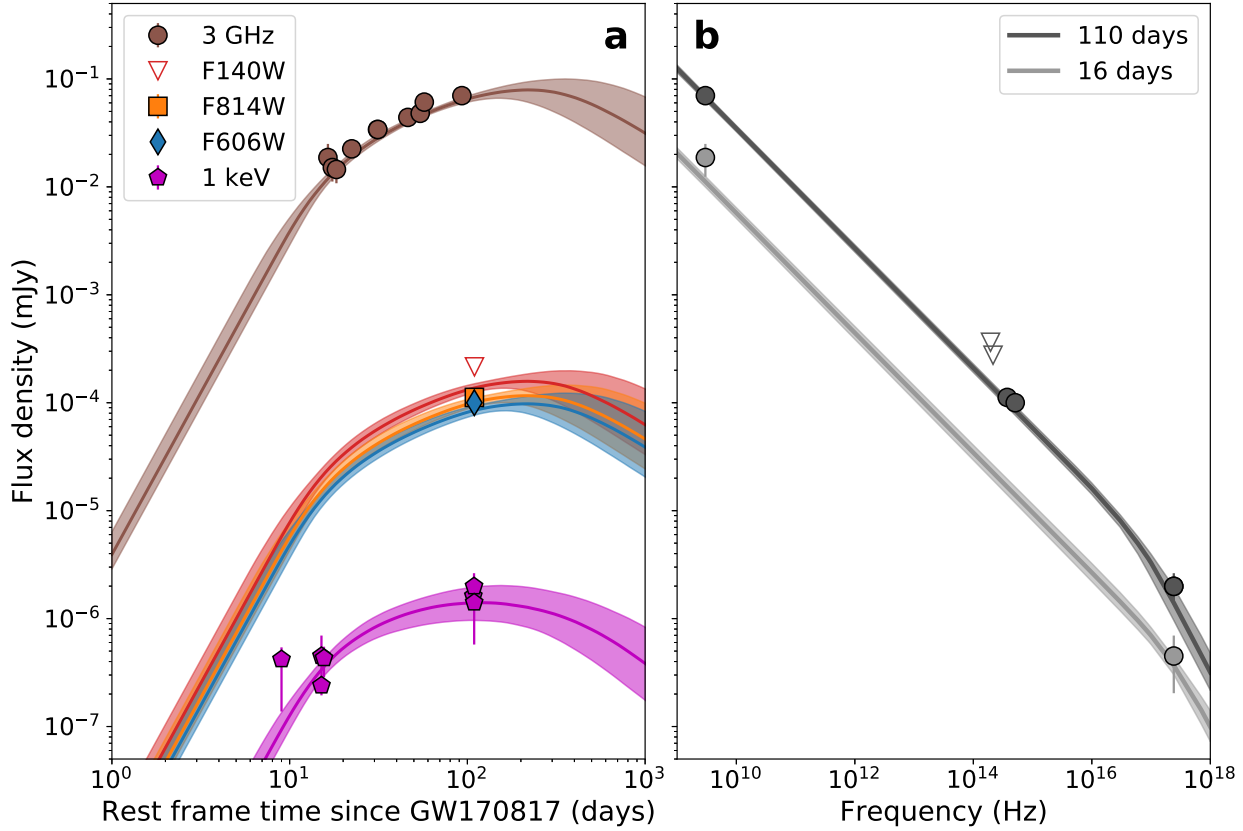 a
3 GHz
F140W
F814W
F606W
1 keV
b
110 days
16 days
Flux density (mJy)
10⁻¹
10⁻²
10⁻³
10⁻⁴
10⁻⁵
10⁻⁶
10⁻⁷
10⁰ 10¹ 10² 10³
Rest frame time since GW170817 (days)
10¹⁰ 10¹² 10¹⁴ 10¹⁶ 10¹⁸
Frequency (Hz)